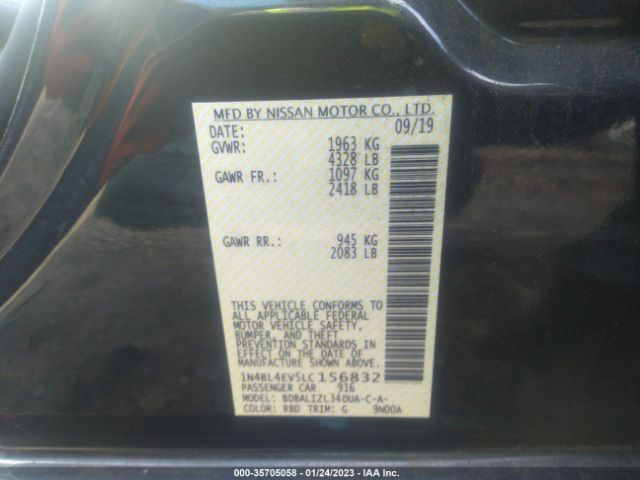 MFD BY NISSAN MOTOR CO., LTD.
DATE: 09/19
GVWR: 1963 KG
4328 LB
GAWR FR.: 1097 KG
2418 LB
GAWR RR.: 945 KG
2083 LB
THIS VEHICLE CONFORMS TO
ALL APPLICABLE FEDERAL
MOTOR VEHICLE SAFETY,
BUMPER, AND THEFT
PREVENTION STANDARDS
IN EFFECT ON THE DATE OF
MANUFACTURE SHOWN ABOVE.
1N4BL4EV5LC156832
PASSENGER CAR 916
MODEL: BDBALIZL34DUA-C-A-
COLOR: RBD TRIM: G 9N00A
000-35705058 - 01/24/2023 - IAA Inc.